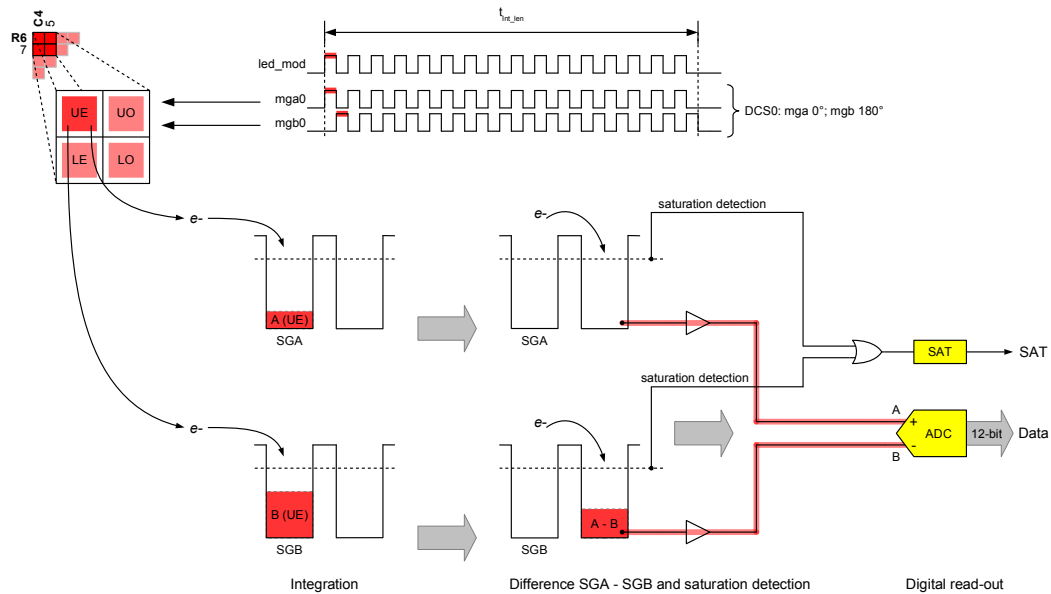 C4
5
R6
7
t int_len
led_mod
mga0
mgb0
DCS0: mga 0°; mgb 180°
UE UO
LE LO
e-
e-
saturation detection
A (UE)
SGA
SGA
SAT
SAT
saturation detection
e-
e-
A
+
ADC
12-bit
Data
-
B
B (UE)
A - B
SGB
SGB
Integration
Difference SGA - SGB and saturation detection
Digital read-out